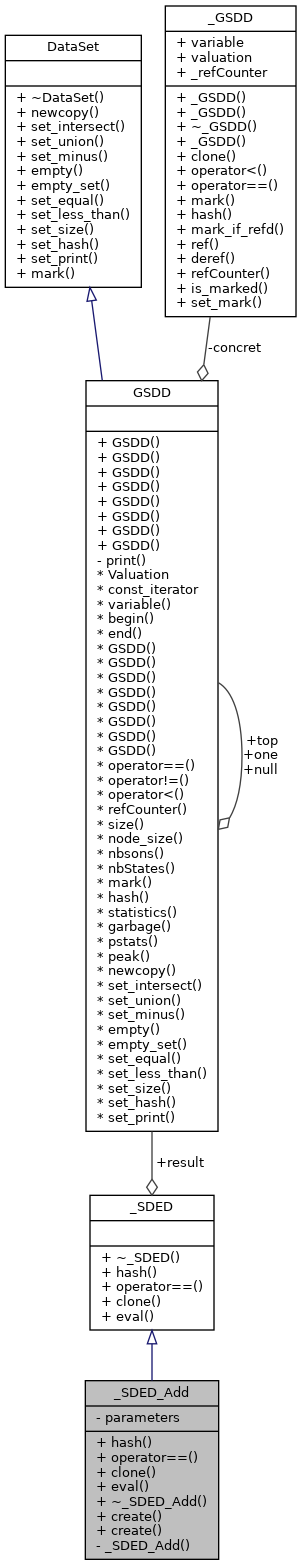 DataSet
+ ~DataSet()
+ newcopy()
+ set_intersect()
+ set_union()
+ set_minus()
+ empty()
+ empty_set()
+ set_equal()
+ set_less_than()
+ set_size()
+ set_hash()
+ set_print()
+ mark()
_GSDD
+ variable
+ valuation
+ _refCounter
+ _GSDD()
+ _GSDD()
+ ~_GSDD()
+ _GSDD()
+ clone()
+ operator<()
+ operator==()
+ mark()
+ hash()
+ mark_if_refd()
+ ref()
+ deref()
+ refCounter()
+ is_marked()
+ set_mark()
-concret
GSDD
+ GSDD()
+ GSDD()
+ GSDD()
+ GSDD()
+ GSDD()
+ GSDD()
+ GSDD()
+ GSDD()
- print()
* Valuation
* const_iterator
* variable()
* begin()
* end()
* GSDD()
* GSDD()
* GSDD()
* GSDD()
* GSDD()
* GSDD()
* GSDD()
* GSDD()
* operator==()
* operator!=()
* operator<()
* refCounter()
* size()
* node_size()
* nbsons()
* nbStates()
* mark()
* hash()
* statistics()
* garbage()
* pstats()
* peak()
* newcopy()
* set_intersect()
* set_union()
* set_minus()
* empty()
* empty_set()
* set_equal()
* set_less_than()
* set_size()
* set_hash()
* set_print()
+top
+one
+null
+result
_SDED
+ ~_SDED()
+ hash()
+ operator==()
+ clone()
+ eval()
_SDED_Add
- parameters
+ hash()
+ operator==()
+ clone()
+ eval()
+ ~_SDED_Add()
+ create()
+ create()
- _SDED_Add()